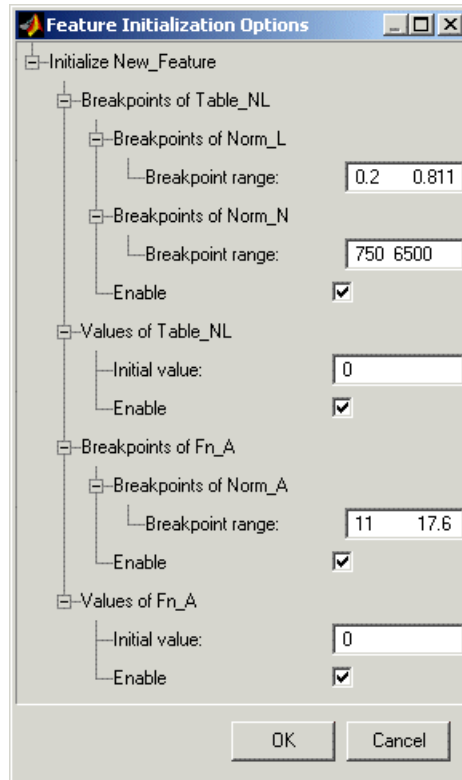 Feature Initialization Options
Initialize New_Feature
Breakpoints of Table_NL
Breakpoints of Norm_L
Breakpoint range: 0.2 0.811
Breakpoints of Norm_N
Breakpoint range: 750 6500
Enable
Values of Table_NL
Initial value: 0
Enable
Breakpoints of Fn_A
Breakpoints of Norm_A
Breakpoint range: 11 17.6
Enable
Values of Fn_A
Initial value: 0
Enable
OK Cancel